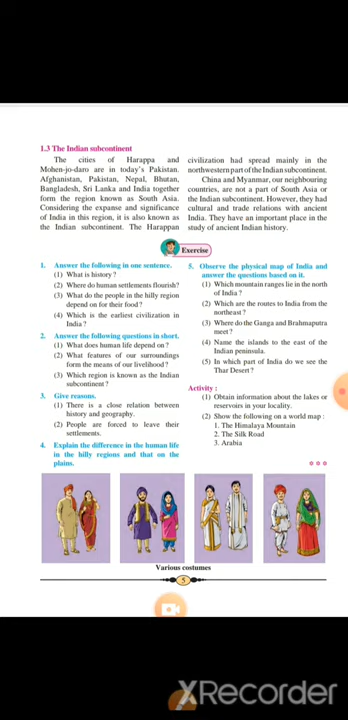 1.3 The Indian subcontinent
The cities of Harappa and
Mohen-jo-daro are in today's Pakistan.
Afghanistan, Pakistan, Nepal, Bhutan,
Bangladesh, Sri Lanka and India together
form the region known as South Asia.
Considering the expanse and significance
of India in this region, it is also known as
the Indian subcontinent. The Harappan
civilization had spread mainly in the
northwestern part of the Indian subcontinent.
China and Myanmar, our neighbouring
countries, are not a part of South Asia or
the Indian subcontinent. However, they had
cultural and trade relations with ancient
India. They have an important place in the
study of ancient Indian history.
Exercise
1. Answer the following in one sentence.
(1) What is history ?
(2) Where do human settlements flourish?
(3) What do the people in the hilly region
depend on for their food ?
(4) Which is the earliest civilization in
India ?
2. Answer the following questions in short.
(1) What does human life depend on ?
(2) What features of our surroundings
form the means of our livelihood ?
(3) Which region is known as the Indian
subcontinent ?
3. Give reasons.
(1) There is a close relation between
history and geography.
(2) People are forced to leave their
settlements.
4. Explain the difference in the human life
in the hilly regions and that on the
plains.
5. Observe the physical map of India and
answer the questions based on it.
(1) Which mountain ranges lie in the north
of India ?
(2) Which are the routes to India from the
northeast ?
(3) Where do the Ganga and Brahmaputra
meet ?
(4) Name the islands to the east of the
Indian peninsula.
(5) In which part of India do we see the
Thar Desert ?
Activity :
(1) Obtain information about the lakes or
reservoirs in your locality.
(2) Show the following on a world map :
1. The Himalaya Mountain
2. The Silk Road
3. Arabia
Various costumes
5
XRecorder